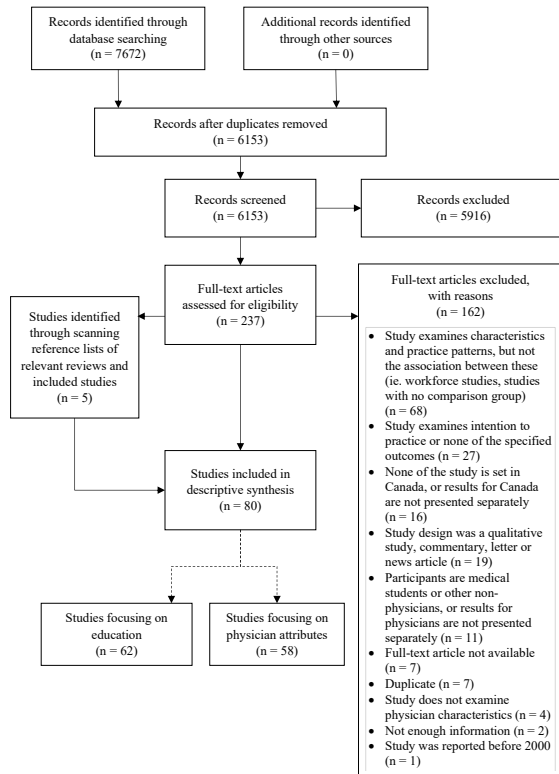 Records identified through
database searching
(n = 7672)
Additional records identified
through other sources
(n = 0)
Records after duplicates removed
(n = 6153)
Records screened
(n = 6153)
Records excluded
(n = 5916)
Full-text articles
assessed for eligibility
(n = 237)
Studies identified
through scanning
reference lists of
relevant reviews and
included studies
(n = 5)
Full-text articles excluded,
with reasons
(n = 162)
• Study examines characteristics
and practice patterns, but not
the association between these
(ie. workforce studies, studies
with no comparison group)
(n = 68)
• Study examines intention to
practice or none of the specified
outcomes (n = 27)
• None of the study is set in
Canada, or results for Canada
are not presented separately
(n = 16)
• Study design was a qualitative
study, commentary, letter or
news article (n = 19)
• Participants are medical
students or other non-
physicians, or results for
physicians are not presented
separately (n = 11)
• Full-text article not available
(n = 7)
• Duplicate (n = 7)
• Study does not examine
physician characteristics (n = 4)
• Not enough information (n = 2)
• Study was reported before 2000
(n = 1)
Studies included in
descriptive synthesis
(n = 80)
Studies focusing on
education
(n = 62)
Studies focusing on
physician attributes
(n = 58)